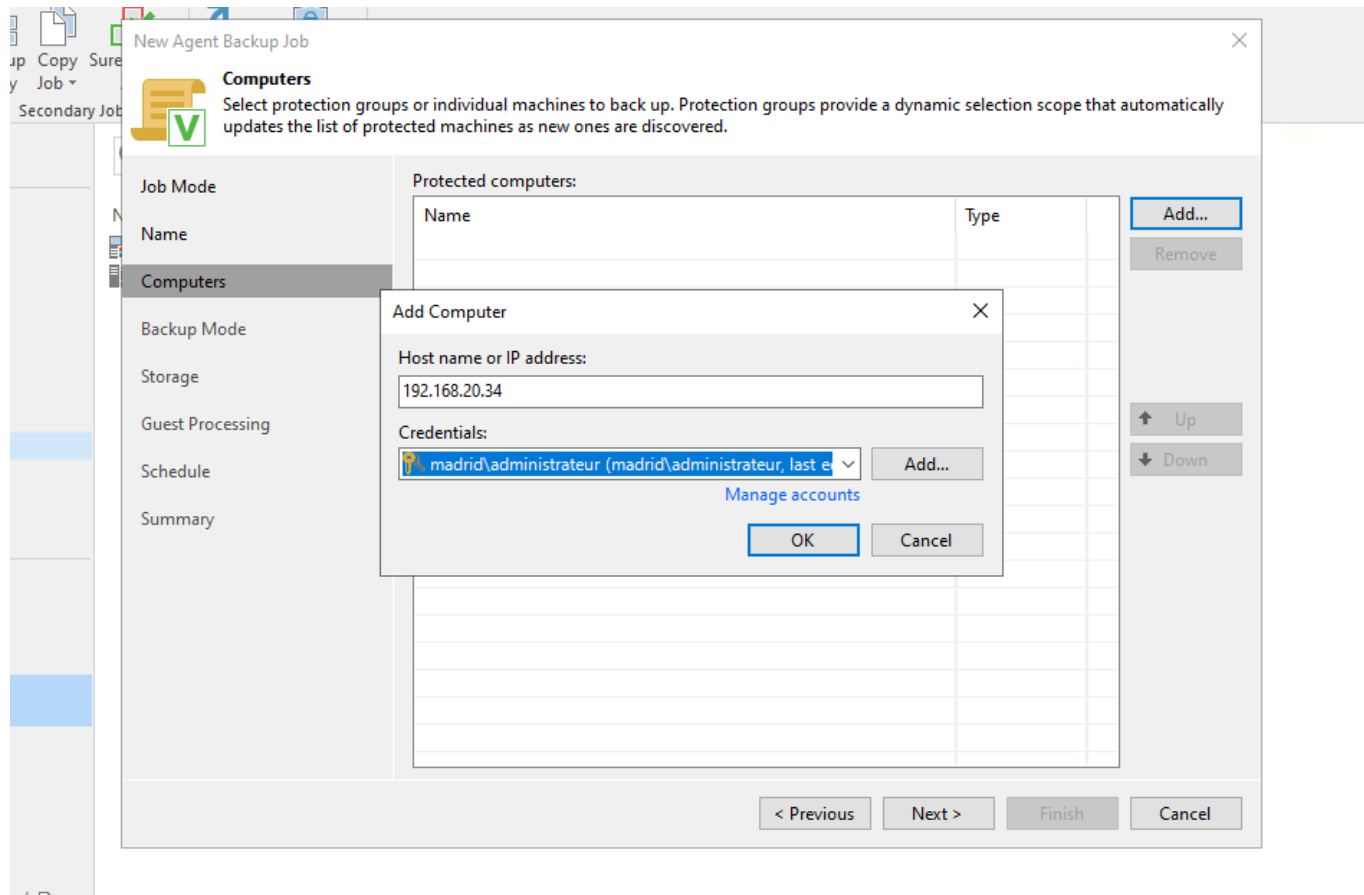 Copy
Job
Secondary Job
New Agent Backup Job
Computers
Select protection groups or individual machines to back up. Protection groups provide a dynamic selection scope that automatically
updates the list of protected machines as new ones are discovered.
Job Mode
Name
Computers
Backup Mode
Storage
Guest Processing
Schedule
Summary
Protected computers:
Name
Type
Add...
Remove
Up
Down
Add Computer
Host name or IP address:
192.168.20.34
Credentials:
madrid\administrateur (madrid\administrateur, last
Add...
Manage accounts
OK
Cancel
< Previous
Next >
Finish
Cancel